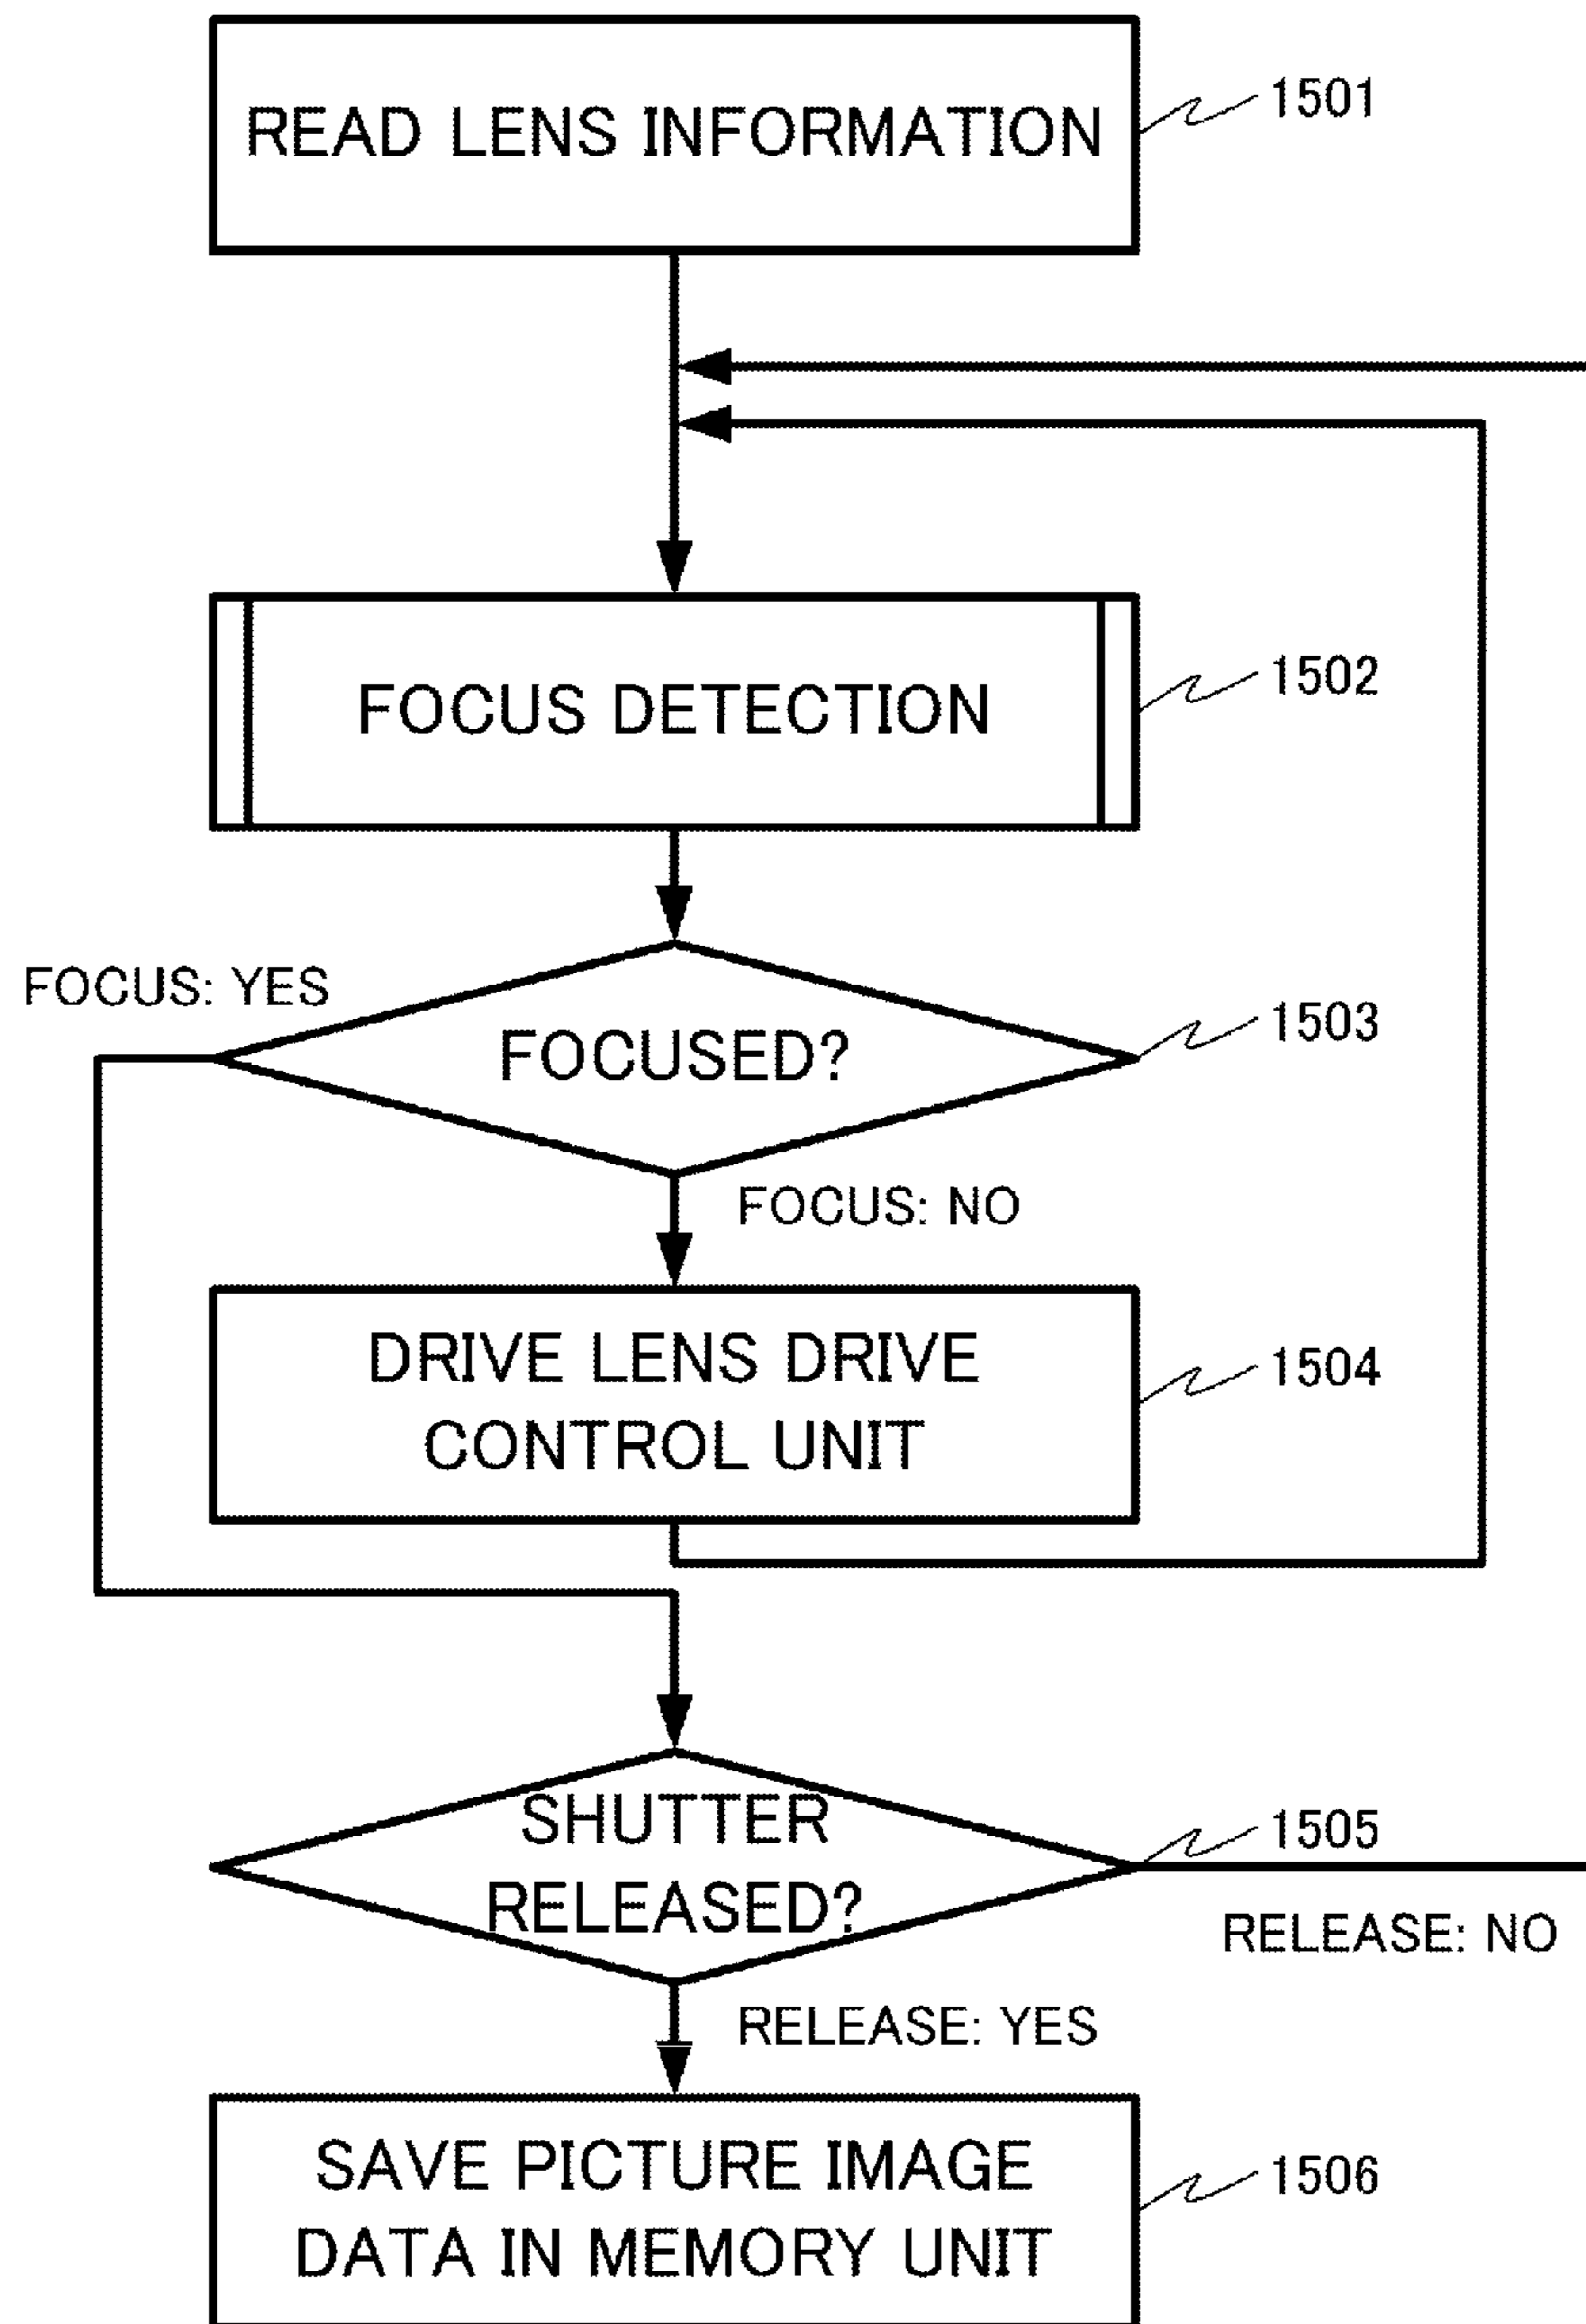 READ LENS INFORMATION
1501
FOCUS DETECTION
1502
FOCUS: YES
FOCUSED?
1503
FOCUS: NO
DRIVE LENS DRIVE
CONTROL UNIT
1504
SHUTTER
RELEASED?
1505
RELEASE: NO
RELEASE: YES
SAVE PICTURE IMAGE
DATA IN MEMORY UNIT
1506